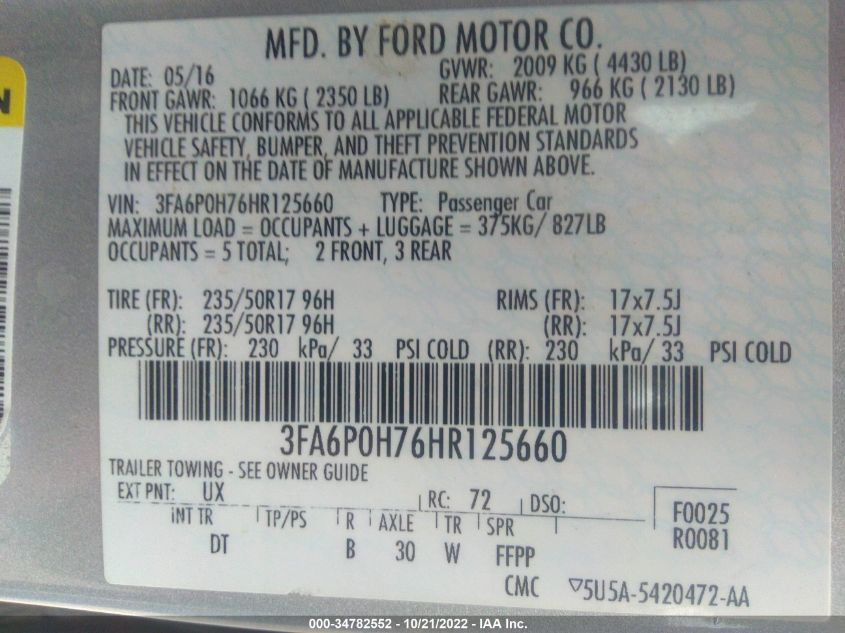 N
MFD. BY FORD MOTOR CO.
DATE: 05/16 GVWR: 2009 KG ( 4430 LB)
FRONT GAWR: 1066 KG ( 2350 LB) REAR GAWR: 966 KG ( 2130 LB)
THIS VEHICLE CONFORMS TO ALL APPLICABLE FEDERAL MOTOR
VEHICLE SAFETY, BUMPER, AND THEFT PREVENTION STANDARDS
IN EFFECT ON THE DATE OF MANUFACTURE SHOWN ABOVE.
VIN: 3FA6P0H76HR125660 TYPE: Passenger Car
MAXIMUM LOAD = OCCUPANTS + LUGGAGE = 375KG/ 827LB
OCCUPANTS = 5 TOTAL; 2 FRONT, 3 REAR
TIRE (FR): 235/50R17 96H RIMS (FR): 17x7.5J
(RR): 235/50R17 96H (RR): 17x7.5J
PRESSURE (FR): 230 kPa/ 33 PSI COLD (RR): 230 kPa/ 33 PSI COLD
3FA6P0H76HR125660
TRAILER TOWING - SEE OWNER GUIDE
EXT PNT: UX RC: 72 DSO:
INT TR TP/PS R AXLE TR SPR
F0025
R0081
DT B 30 W FFPP
CMC ▽5U5A-5420472-AA
000-34782552 - 10/21/2022 - IAA Inc.